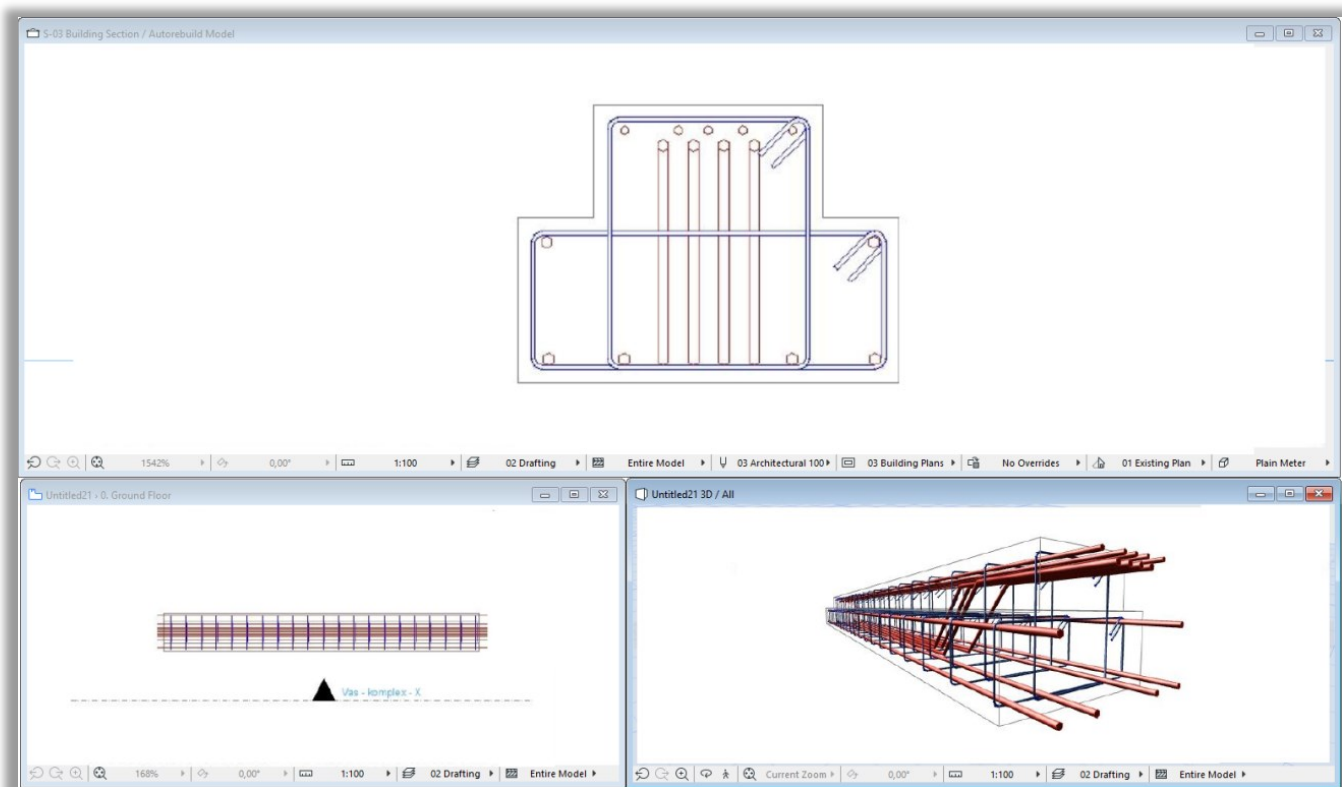 S-03 Building Section / Autorebuild Model
1542% 0,00° 1:100 02 Drafting Entire Model 03 Architectural 100 03 Building Plans No Overrides 01 Existing Plan Plain Meter
Untitled21 - 0. Ground Floor
Vas - komplex - X
168% 0,00° 1:100 02 Drafting Entire Model
Untitled21 3D / All
Current Zoom 0,00° 1:100 02 Drafting Entire Model